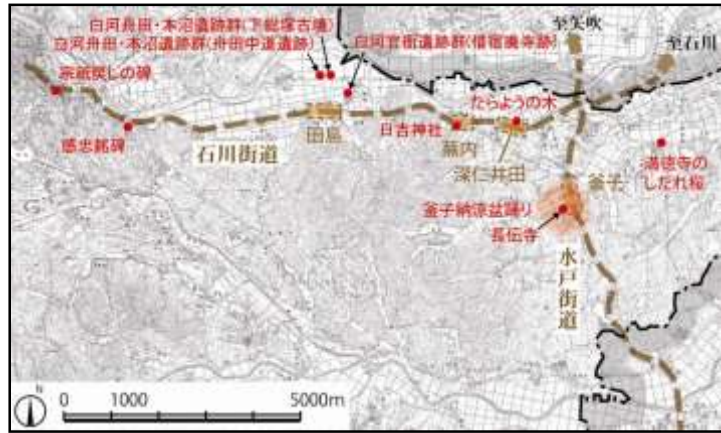 白河舟田・本沼遺跡群(下総塚古墳)
白河舟田・本沼遺跡群(舟田中道遺跡)
白河官衙遺跡群(借宿廃寺跡)
至矢吹
至石川
宗祇戻しの碑
感忠銘碑
石川街道
田島
日吉神社
たらようの木
蕪内
深仁井田
釜子
満徳寺の
しだれ桜
釜子納涼盆踊り
長伝寺
水戸街道
N
0 1000 5000m